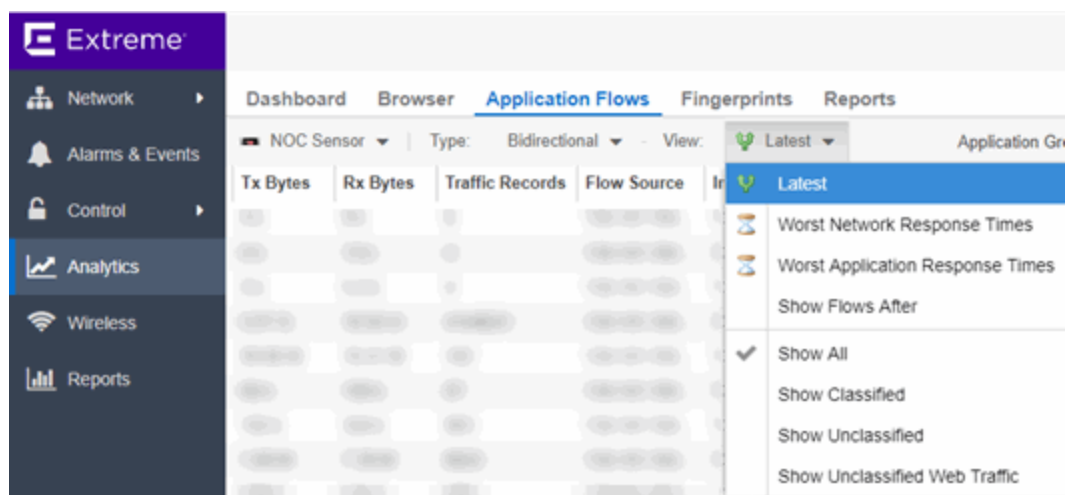 Extreme
Network
Alarms & Events
Control
Analytics
Wireless
Reports
Dashboard Browser Application Flows Fingerprints Reports
NOC Sensor Type: Bidirectional - View: Latest Application Gr
Tx Bytes Rx Bytes Traffic Records Flow Source
Latest
Worst Network Response Times
Worst Application Response Times
Show Flows After
Show All
Show Classified
Show Unclassified
Show Unclassified Web Traffic